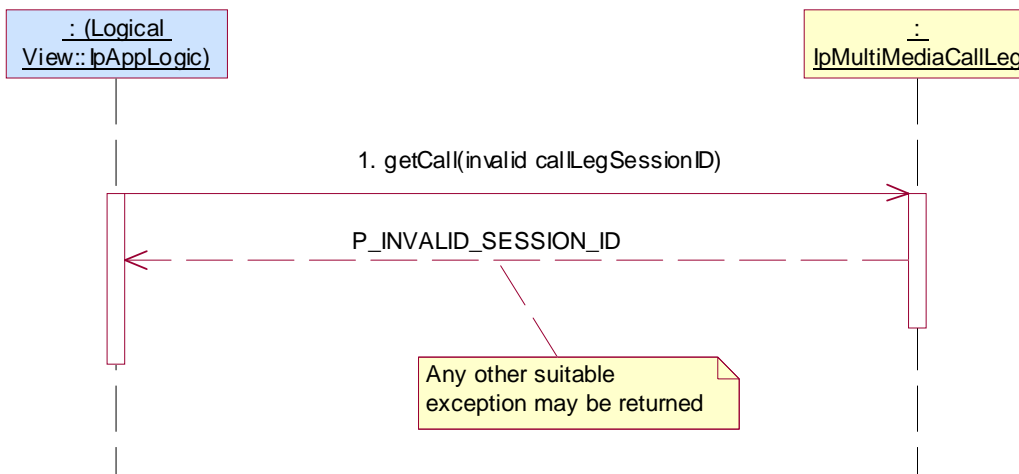 : (Logical
View::IpAppLogic)
:
IpMultiMediaCallLeg
1. getCall(invalid callLegSessionID)
P_INVALID_SESSION_ID
Any other suitable
exception may be returned